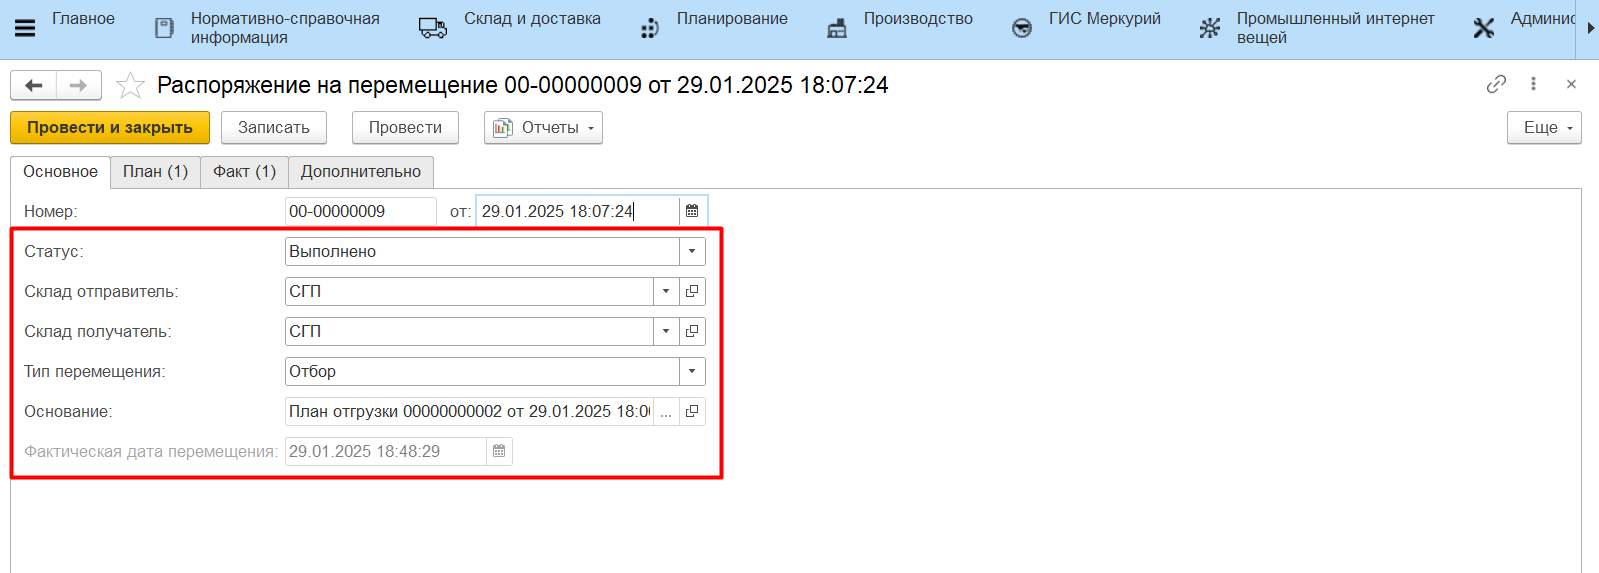 Главное
Нормативно-справочная
информация
Склад и доставка
Планирование
Производство
ГИС Меркурий
Промышленный интернет
вещей
Админис
Распоряжение на перемещение 00-00000009 от 29.01.2025 18:07:24
Провести и закрыть
Записать
Провести
Отчеты
Еще
Основное
План (1)
Факт (1)
Дополнительно
Номер: 00-00000009 от: 29.01.2025 18:07:24
Статус: Выполнено
Склад отправитель: СГП
Склад получатель: СГП
Тип перемещения: Отбор
Основание: План отгрузки 00000000002 от 29.01.2025 18:0 ...
Фактическая дата перемещения: 29.01.2025 18:48:29